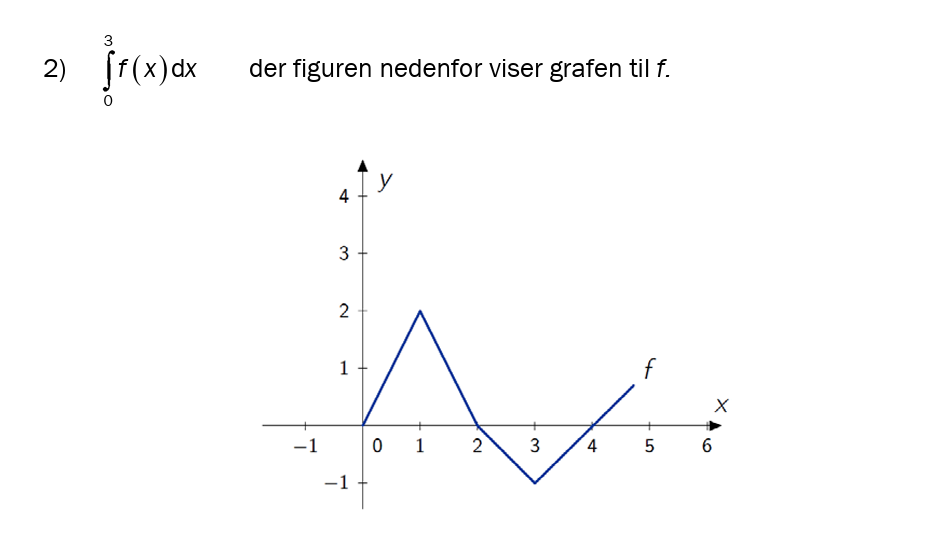 2) ∫₀³ f(x)dx der figuren nedenfor viser grafen til f.
y
4
3
2
1
f
x
−1 0 1 2 3 4 5 6
−1